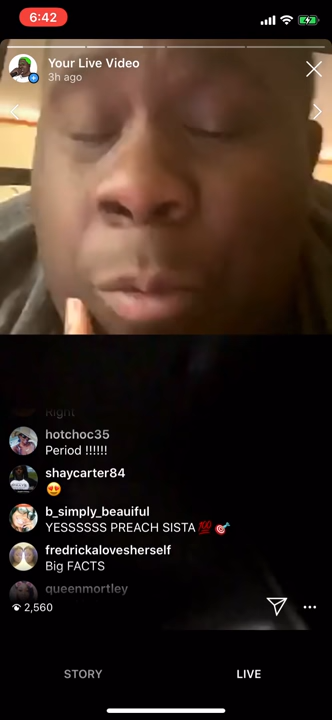 6:42
Your Live Video
3h ago
Right
hotchoc35
Period !!!!!!
shaycarter84
😍
b_simply_beauiful
YESSSSSS PREACH SISTA 💯 🎯
fredrickalovesherself
Big FACTS
queenmortley
2,560
STORY
LIVE